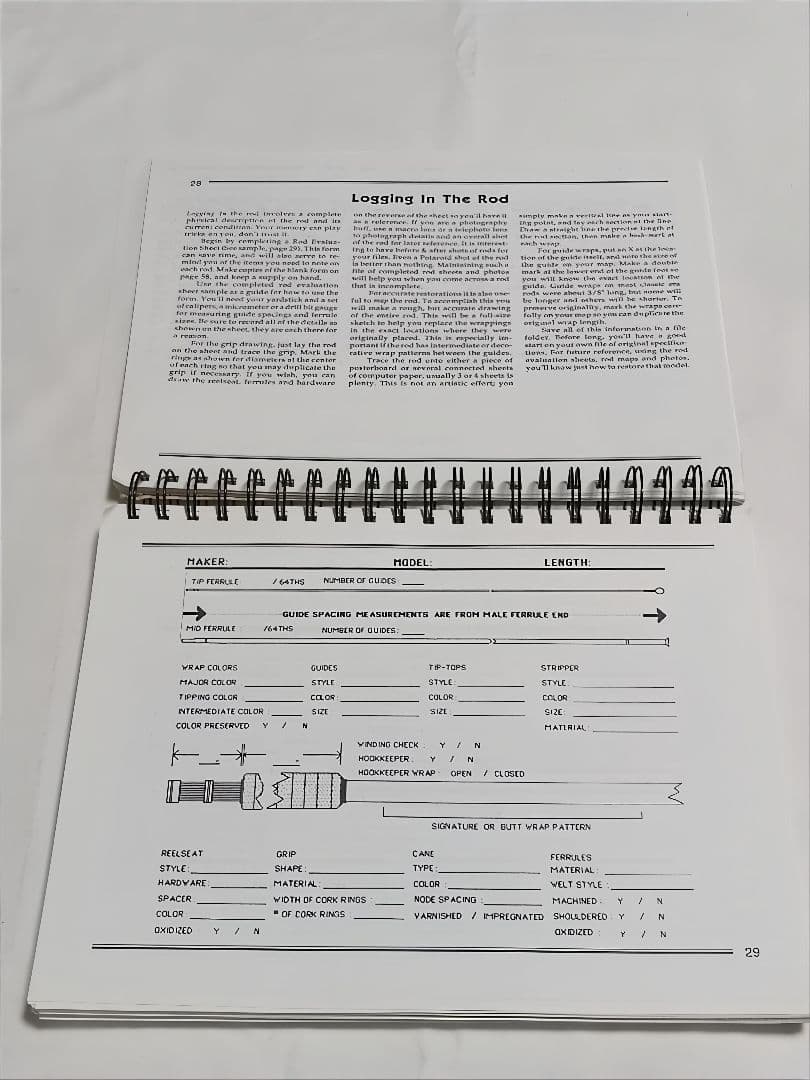 28
Logging In The Rod
Logging in the rod involves a complete
physical description of the rod and its
current condition. Your memory can play
tricks on you, don't trust it.
Begin by completing a Rod Evalua-
tion Sheet (See sample, page 29). This form
can save time, and will also serve to re-
mind you of the items you need to note on
each rod. Make copies of the blank form on
page 58, and keep a supply on hand.
Use the completed rod evaluation
sheet sample as a guide for how to use the
form. You'll need your yardstick and a set
of calipers, a micrometer or a drill bit gauge
for measuring guide spacings and ferrule
sizes. Be sure to record all of the details as
shown on the sheet, they are each there for
a reason.
For the grip drawing, just lay the rod
on the sheet and trace the grip. Mark the
rings as shown for diameters at the center
of each ring so that you may duplicate the
grip if necessary. If you wish, you can
draw the reelseat, ferrules and hardware
on the reverse of the sheet so you'll have it
as a reference. If you are a photography
buff, use a macro lens or a telephoto lens
to photograph details and an overall shot
of the rod for later reference. It is interest-
ing to have before & after shots of rods for
your files. Even a Polaroid shot of the rod
is better than nothing. Maintaining such a
file of completed rod sheets and photos
will help you when you come across a rod
that is incomplete.
For accurate restorations it is also use-
ful to map the rod. To accomplish this you
will make a rough, but accurate drawing
of the entire rod. This will be a full-size
sketch to help you replace the wrappings
in the exact locations where they were
originally placed. This is especially im-
portant if the rod has intermediate or deco-
rative wrap patterns between the guides.
Trace the rod onto either a piece of
posterboard or several connected sheets
of computer paper, usually 3 or 4 sheets is
plenty. This is not an artistic effort; you
simply make a vertical line as your start-
ing point, and lay each section at the line.
Draw a straight line the precise length of
the rod section, then make a hash-mark at
each wrap.
For guide wraps, put an X at the loca-
tion of the guide itself, and note the size of
the guide on your map. Make a double
mark at the lower end of the guide foot so
you will know the exact location of the
guide. Guide wraps on most classic era
rods were about 3/8" long, but some will
be longer and others will be shorter. To
preserve originality, mark the wraps care-
fully on your map so you can duplicate the
original wrap length.
Save all of this information in a file
folder. Before long, you'll have a good
start on your own file of original specifica-
tions. For future reference, using the rod
evaluation sheets, rod maps and photos,
you'll know just how to restore that model.
MAKER: MODEL: LENGTH:
TIP FERRULE: /64THS NUMBER OF GUIDES:
GUIDE SPACING MEASUREMENTS ARE FROM MALE FERRULE END
MID FERRULE: /64THS NUMBER OF GUIDES:
WRAP COLORS GUIDES TIP-TOPS STRIPPER
MAJOR COLOR STYLE: STYLE: STYLE:
TIPPING COLOR COLOR: COLOR: COLOR:
INTERMEDIATE COLOR: SIZE SIZE: SIZE:
COLOR PRESERVED Y / N MATERIAL:
WINDING CHECK: Y / N
HOOKKEEPER: Y / N
HOOKKEEPER WRAP: OPEN / CLOSED
SIGNATURE OR BUTT WRAP PATTERN
REELSEAT GRIP CANE FERRULES
STYLE: SHAPE: TYPE: MATERIAL:
HARDWARE: MATERIAL: COLOR: WELT STYLE:
SPACER WIDTH OF CORK RINGS: NODE SPACING: MACHINED: Y / N
COLOR: # OF CORK RINGS: VARNISHED / IMPREGNATED SHOULDERED: Y / N
OXIDIZED Y / N OXIDIZED: Y / N
29